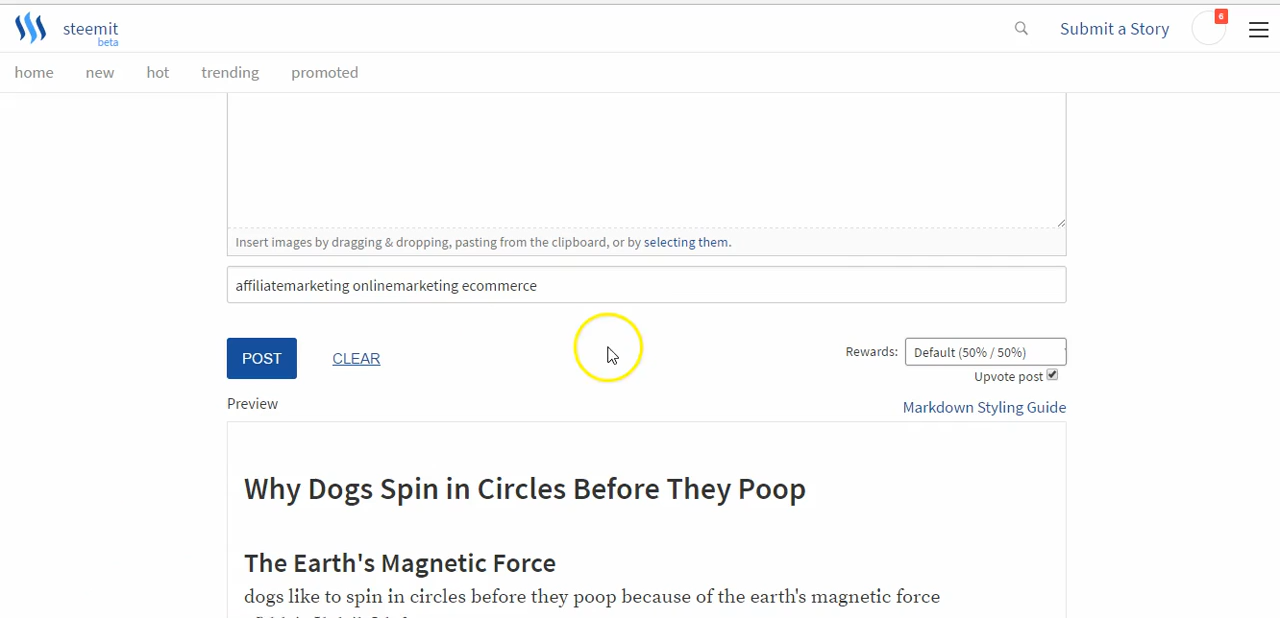 steemit
beta
Submit a Story
6
home new hot trending promoted
Insert images by dragging & dropping, pasting from the clipboard, or by selecting them.
affiliatemarketing onlinemarketing ecommerce
POST CLEAR
Rewards: Default (50% / 50%)
Upvote post
Preview
Markdown Styling Guide
Why Dogs Spin in Circles Before They Poop
The Earth's Magnetic Force
dogs like to spin in circles before they poop because of the earth's magnetic force